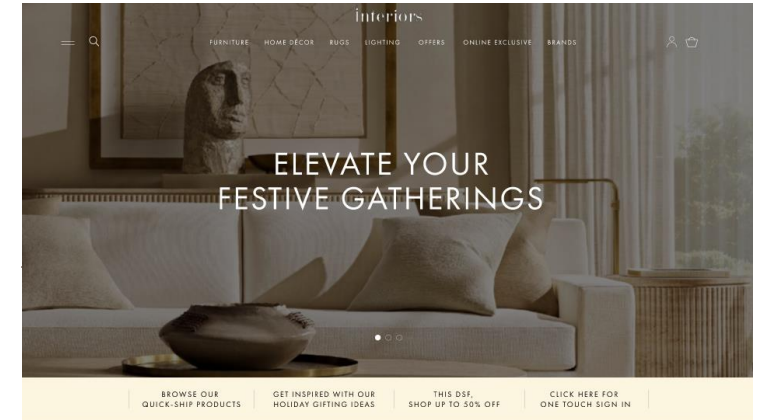 interiors
FURNITURE HOME DÉCOR RUGS LIGHTING OFFERS ONLINE EXCLUSIVE BRANDS
ELEVATE YOUR
FESTIVE GATHERINGS
BROWSE OUR
QUICK-SHIP PRODUCTS
GET INSPIRED WITH OUR
HOLIDAY GIFTING IDEAS
THIS DSF,
SHOP UP TO 50% OFF
CLICK HERE FOR
ONE TOUCH SIGN IN